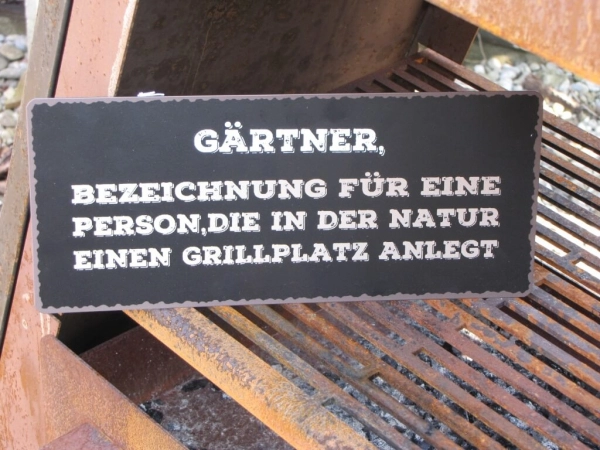 GÄRTNER,
BEZEICHNUNG FÜR EINE
PERSON,DIE IN DER NATUR
EINEN GRILLPLATZ ANLEGT